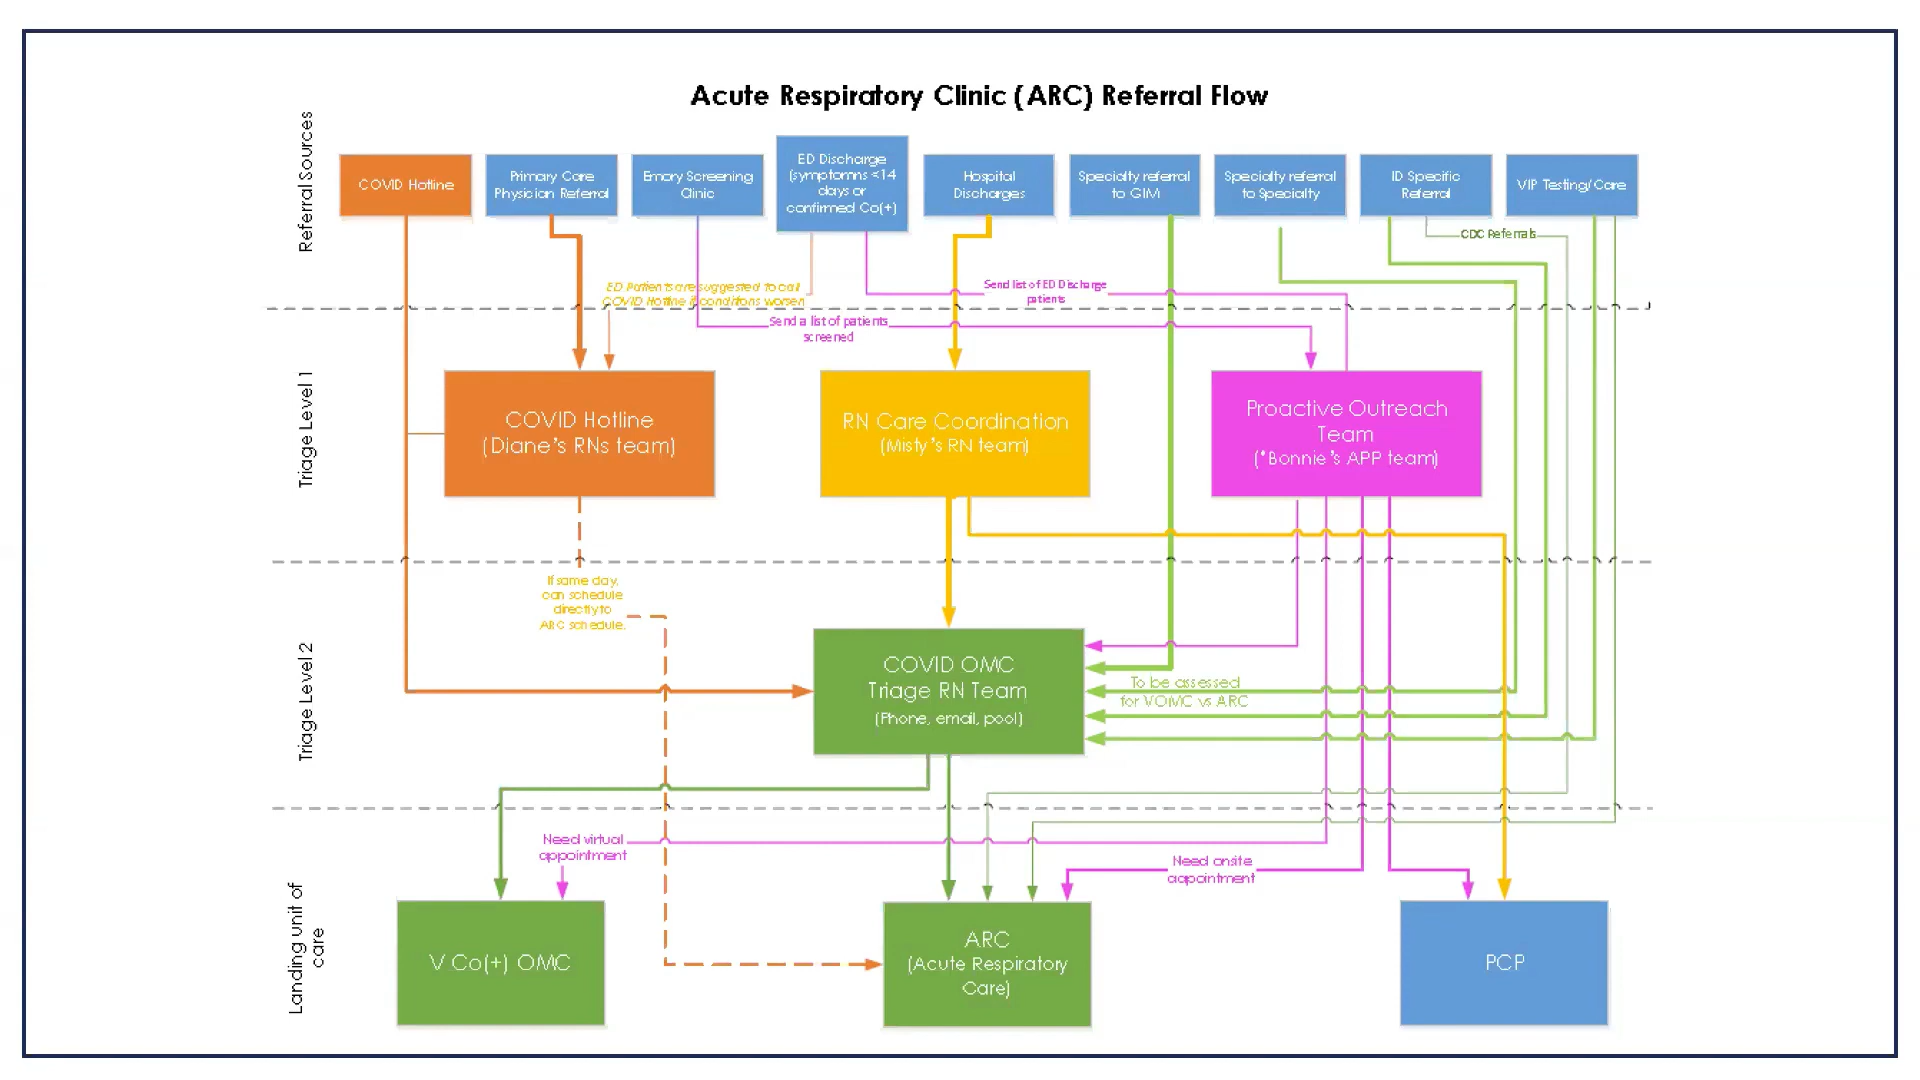 Acute Respiratory Clinic (ARC) Referral Flow
Referral Sources
COVID Hotline
Primary Care
Physician Referral
Emory Screening
Clinic
ED Discharge
(symptomns <14
days or
confirmed Co(+)
Hospital
Discharges
Specialty referral
to GIM
Specialty referral
to Specialty
ID Specific
Referral
VIP Testing/Care
CDC Referrals
ED Patients are suggested to call
COVID Hotline if conditions worsen
Send list of ED Discharge
patients
Send a list of patients
screened
Triage Level 1
COVID Hotline
(Diane's RNs team)
RN Care Coordination
(Misty's RN team)
Proactive Outreach
Team
(*Bonnie's APP team)
If same day,
can schedule
directly to
ARC schedule.
Triage Level 2
COVID OMC
Triage RN Team
(Phone, email, pool)
To be assessed
for VOMC vs ARC
Need virtual
appointment
Need onsite
appointment
Landing unit of
care
V Co(+) OMC
ARC
(Acute Respiratory
Care)
PCP